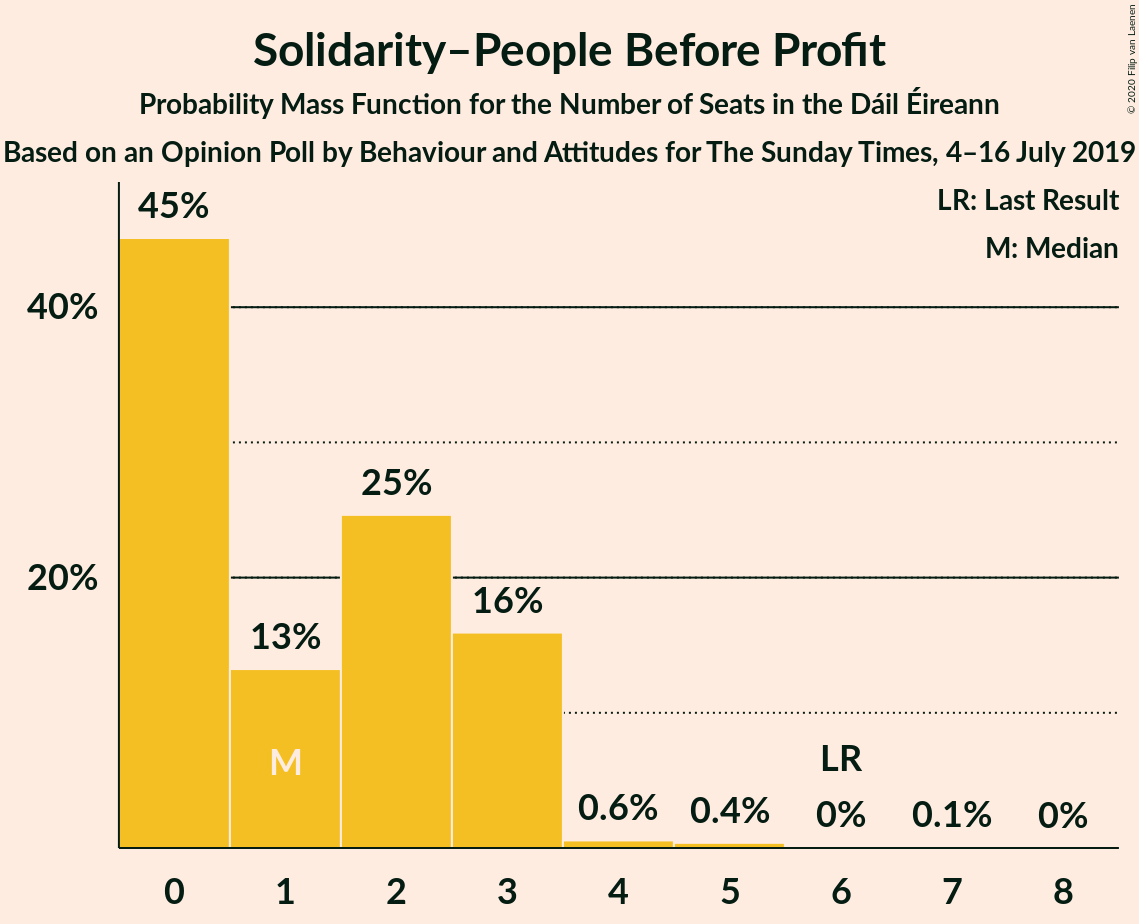 Solidarity–People Before Profit
Probability Mass Function for the Number of Seats in the Dáil Éireann
Based on an Opinion Poll by Behaviour and Attitudes for The Sunday Times, 4–16 July 2019
© 2020 Filip van Laenen
LR: Last Result
M: Median
45%
40%
25%
20%
16%
13%
M
LR
0.6%
0.4%
0%
0.1%
0%
0 1 2 3 4 5 6 7 8